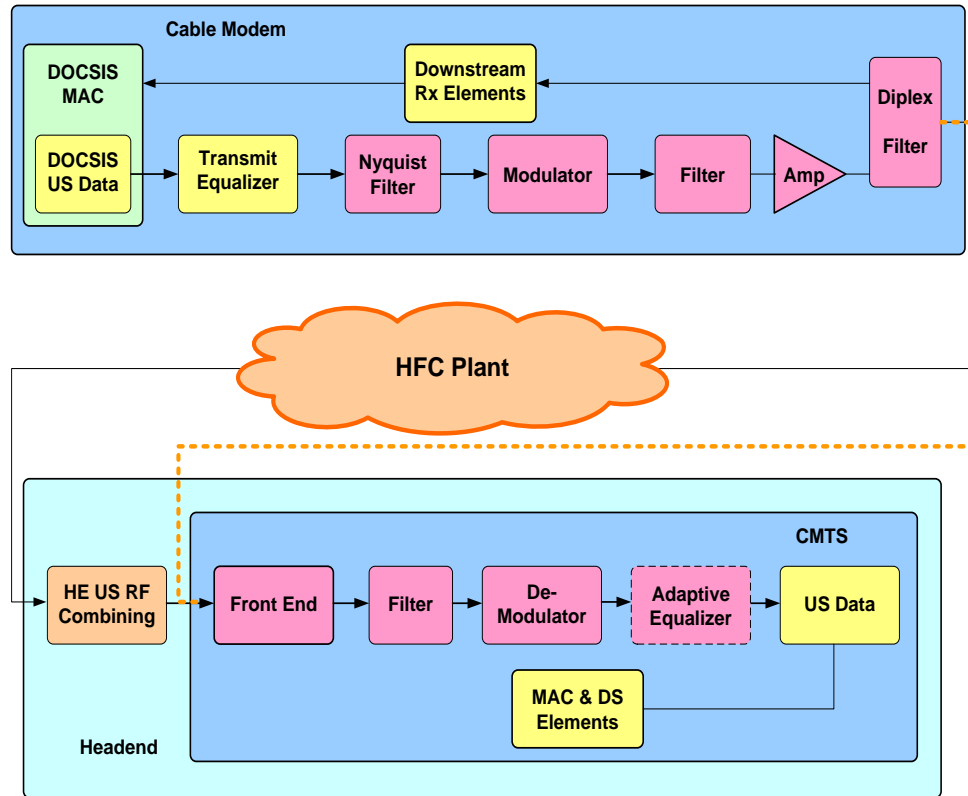 Cable Modem
DOCSIS
MAC
Downstream
Rx Elements
Diplex
Filter
DOCSIS
US Data
Transmit
Equalizer
Nyquist
Filter
Modulator
Filter
Amp
HFC Plant
CMTS
HE US RF
Combining
Front End
Filter
De-
Modulator
Adaptive
Equalizer
US Data
MAC & DS
Elements
Headend